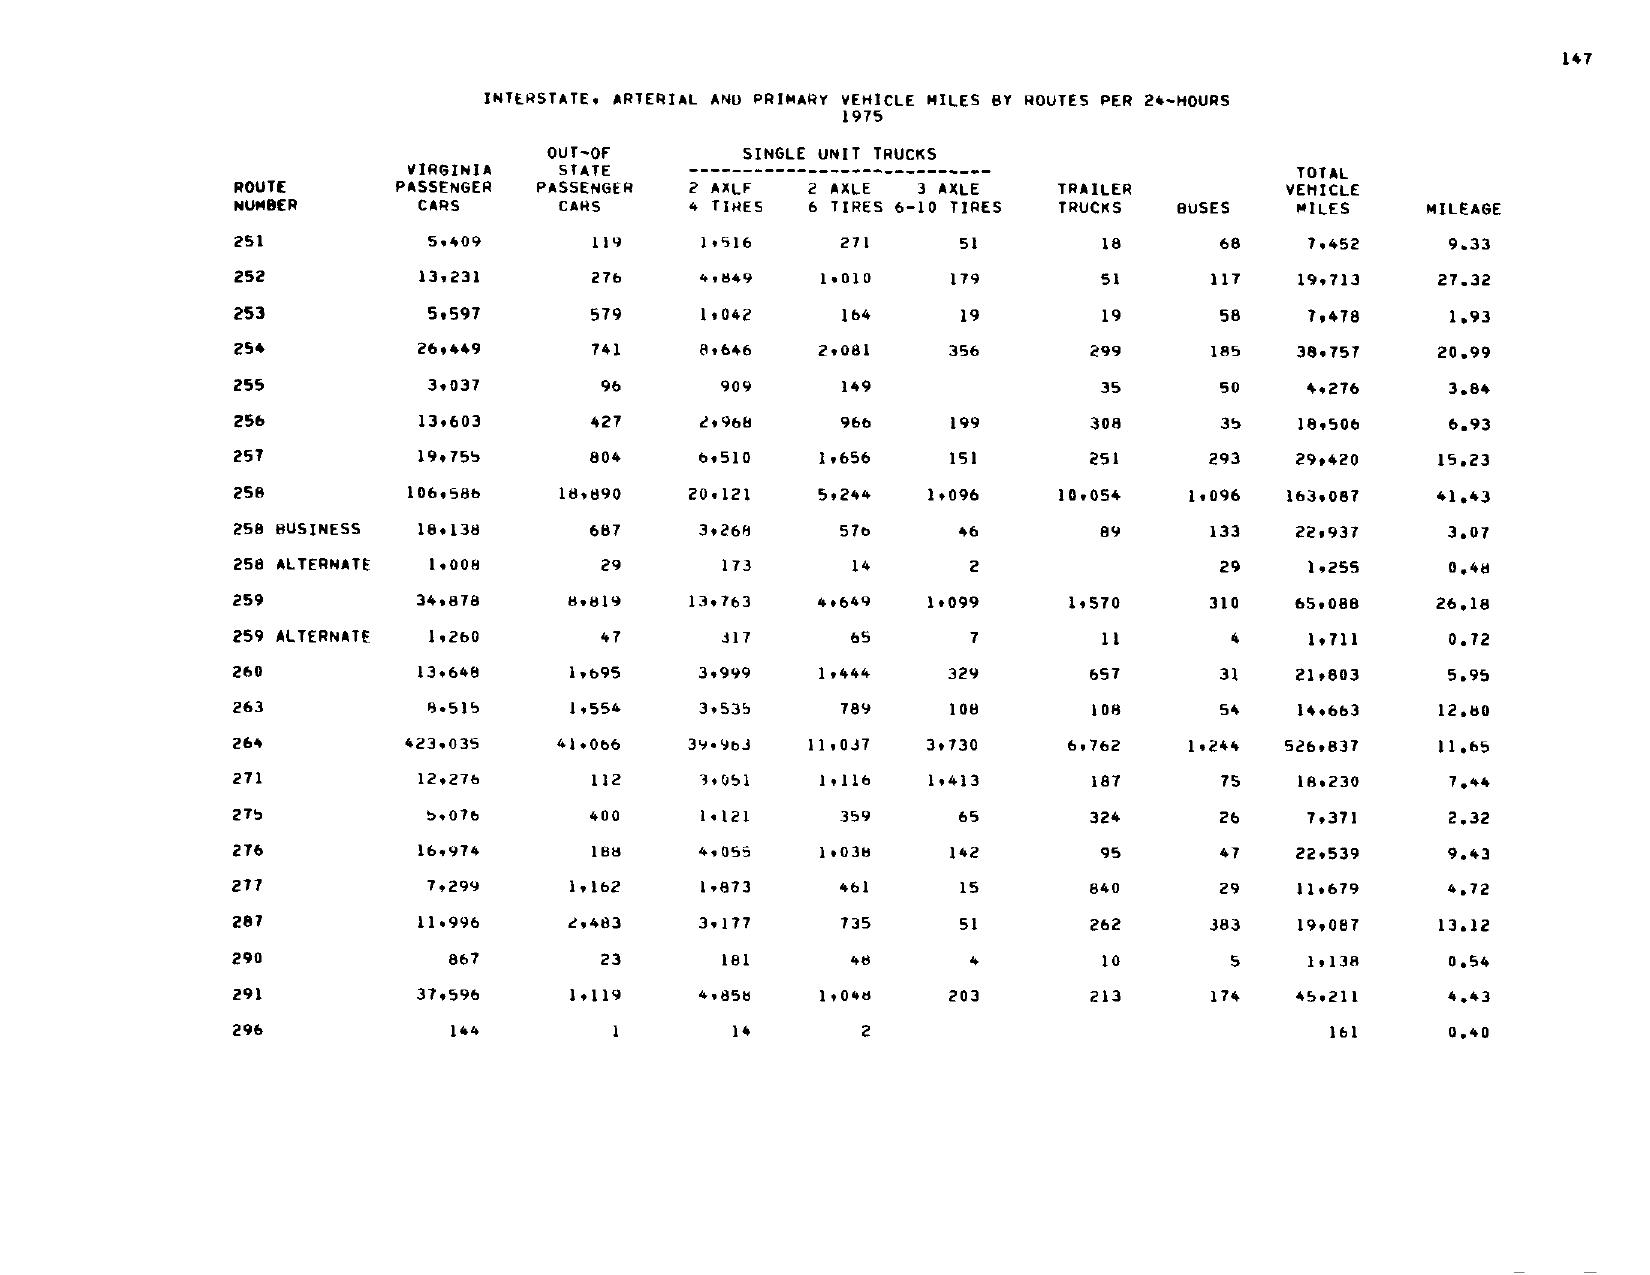 147
INTERSTATE, ARTERIAL AND PRIMARY VEHICLE MILES BY ROUTES PER 24-HOURS
1975
OUT-OF SINGLE UNIT TRUCKS
VIRGINIA STATE ---------------------------- TOTAL
ROUTE PASSENGER PASSENGER 2 AXLE 2 AXLE 3 AXLE TRAILER VEHICLE
NUMBER CARS CARS 4 TIRES 6 TIRES 6-10 TIRES TRUCKS BUSES MILES MILEAGE
251 5,409 119 1,516 271 51 18 68 7,452 9.33
252 13,231 276 4,849 1,010 179 51 117 19,713 27.32
253 5,597 579 1,042 164 19 19 58 7,478 1.93
254 26,449 741 8,646 2,081 356 299 185 38,757 20.99
255 3,037 96 909 149 35 50 4,276 3.84
256 13,603 427 2,968 966 199 308 35 18,506 6.93
257 19,755 804 6,510 1,656 151 251 293 29,420 15.23
258 106,586 18,890 20,121 5,244 1,096 10,054 1,096 163,087 41.43
258 BUSINESS 18,138 687 3,268 576 46 89 133 22,937 3.07
258 ALTERNATE 1,008 29 173 14 2 29 1,255 0.48
259 34,878 8,819 13,763 4,649 1,099 1,570 310 65,088 26.18
259 ALTERNATE 1,260 47 317 65 7 11 4 1,711 0.72
260 13,648 1,695 3,999 1,444 329 657 31 21,803 5.95
263 8,515 1,554 3,535 789 108 108 54 14,663 12.80
264 423,035 41,066 39,963 11,037 3,730 6,762 1,244 526,837 11.65
271 12,276 112 3,051 1,116 1,413 187 75 18,230 7.44
275 5,076 400 1,121 359 65 324 26 7,371 2.32
276 16,974 188 4,055 1,038 142 95 47 22,539 9.43
277 7,299 1,162 1,873 461 15 840 29 11,679 4.72
287 11,996 2,483 3,177 735 51 262 383 19,087 13.12
290 867 23 181 48 4 10 5 1,138 0.54
291 37,596 1,119 4,858 1,048 203 213 174 45,211 4.43
296 144 1 14 2 161 0.40